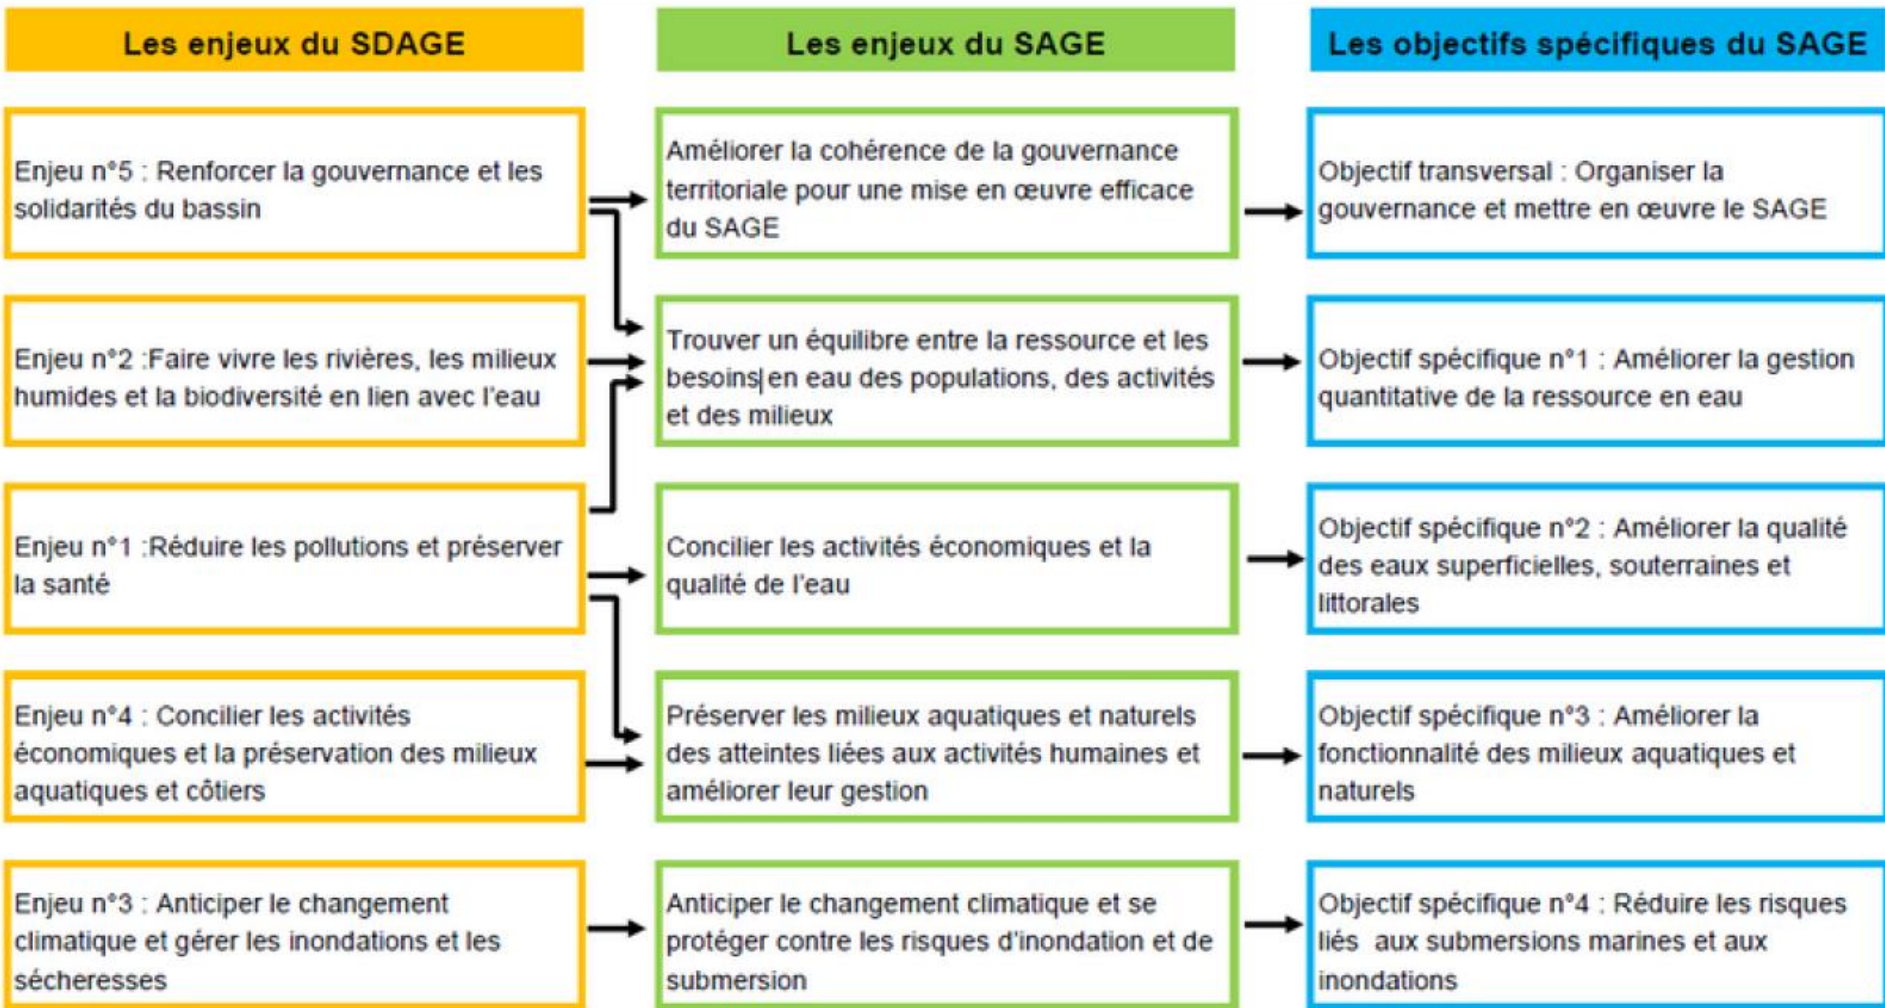 Les enjeux du SDAGE
Les enjeux du SAGE
Les objectifs spécifiques du SAGE
Enjeu n°5 : Renforcer la gouvernance et les
solidarités du bassin
Améliorer la cohérence de la gouvernance
territoriale pour une mise en œuvre efficace
du SAGE
Objectif transversal : Organiser la
gouvernance et mettre en œuvre le SAGE
Enjeu n°2 :Faire vivre les rivières, les milieux
humides et la biodiversité en lien avec l'eau
Trouver un équilibre entre la ressource et les
besoins en eau des populations, des activités
et des milieux
Objectif spécifique n°1 : Améliorer la gestion
quantitative de la ressource en eau
Enjeu n°1 :Réduire les pollutions et préserver
la santé
Concilier les activités économiques et la
qualité de l'eau
Objectif spécifique n°2 : Améliorer la qualité
des eaux superficielles, souterraines et
littorales
Enjeu n°4 : Concilier les activités
économiques et la préservation des milieux
aquatiques et côtiers
Préserver les milieux aquatiques et naturels
des atteintes liées aux activités humaines et
améliorer leur gestion
Objectif spécifique n°3 : Améliorer la
fonctionnalité des milieux aquatiques et
naturels
Enjeu n°3 : Anticiper le changement
climatique et gérer les inondations et les
sécheresses
Anticiper le changement climatique et se
protéger contre les risques d'inondation et de
submersion
Objectif spécifique n°4 : Réduire les risques
liés aux submersions marines et aux
inondations